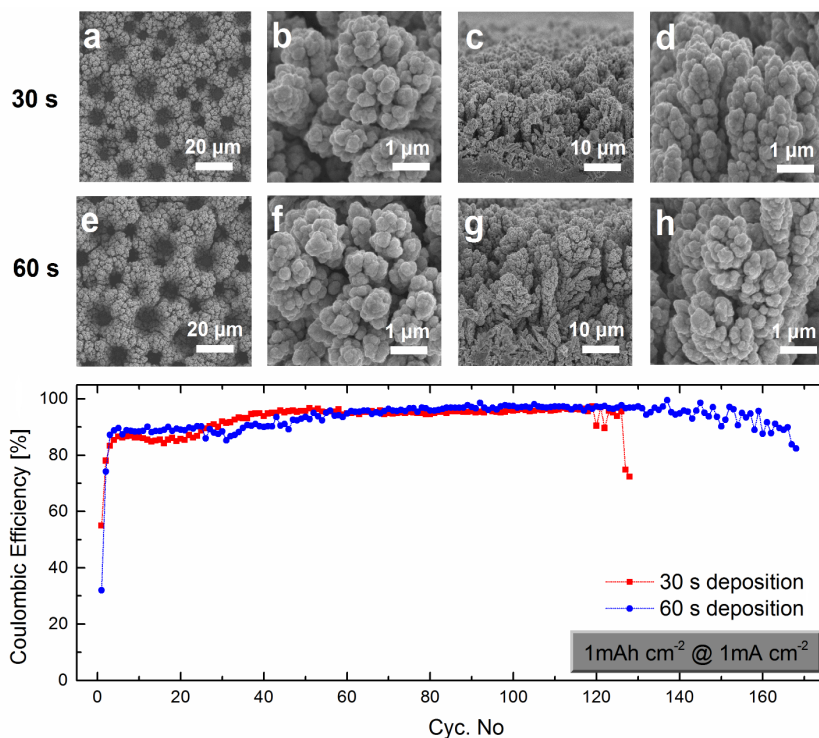 30 s
a
20 μm
b
1 μm
c
10 μm
d
1 μm
60 s
e
20 μm
f
1 μm
g
10 μm
h
1 μm
Coulombic Efficiency [%]
100
80
60
40
20
0
30 s deposition
60 s deposition
1mAh cm⁻² @ 1mA cm⁻²
0 20 40 60 80 100 120 140 160
Cyc. No